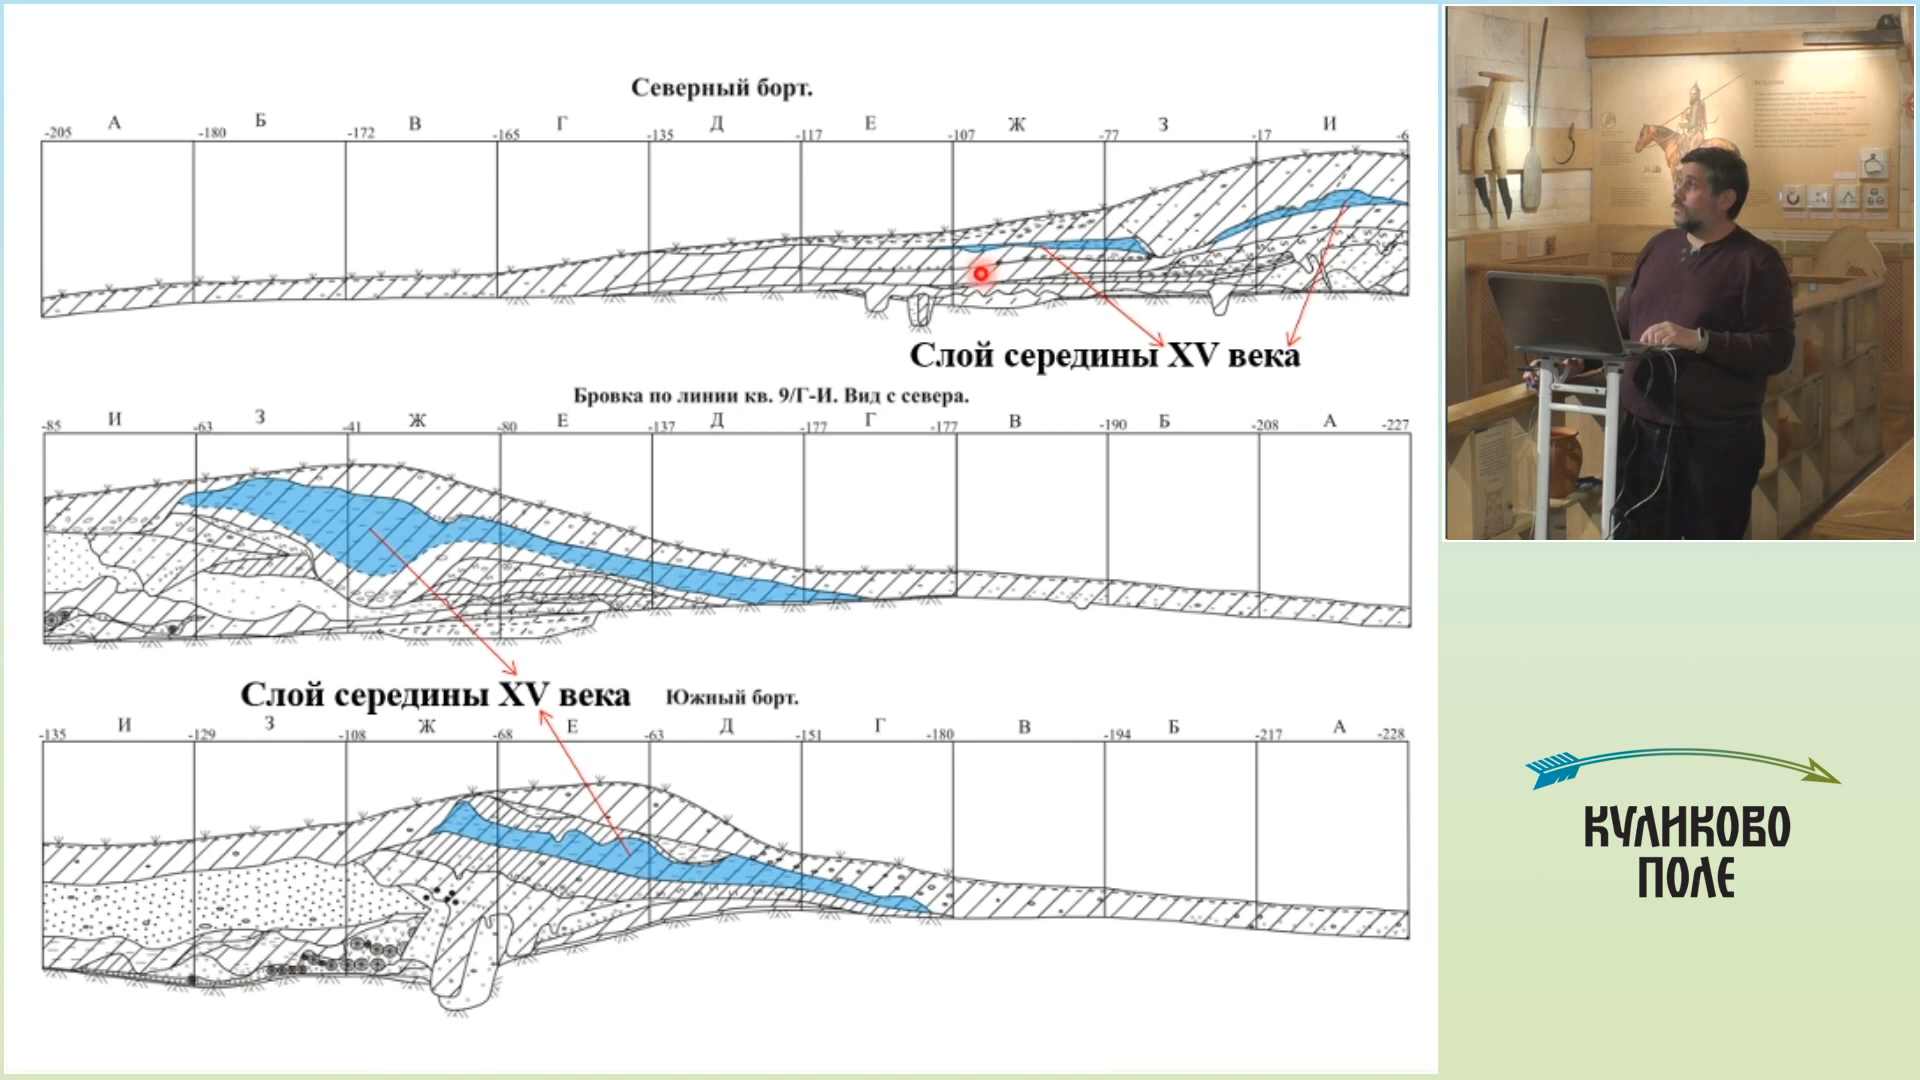 Северный борт.
А Б В Г Д Е Ж З И
-205 -180 -172 -165 -135 -117 -107 -77 -17 -6
Слой середины XV века
Бровка по линии кв. 9/Г-И. Вид с севера.
И З Ж Е Д Г В Б А
-85 -63 -41 -80 -137 -177 -177 -190 -208 -227
Слой середины XV века
Южный борт.
И З Ж Е Д Г В Б А
-135 -129 -108 -68 -63 -151 -180 -194 -217 -228
КУЛИКОВО
ПОЛЕ